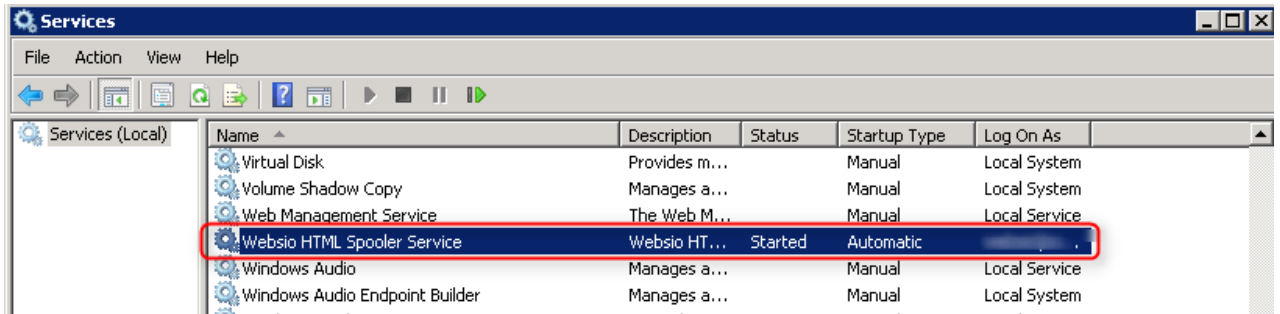 Services
File Action View Help
Services (Local)
Name Description Status Startup Type Log On As
Virtual Disk Provides m... Manual Local System
Volume Shadow Copy Manages a... Manual Local System
Web Management Service The Web M... Manual Local Service
Websio HTML Spooler Service Websio HT... Started Automatic
Windows Audio Manages a... Manual Local Service
Windows Audio Endpoint Builder Manages a... Manual Local System